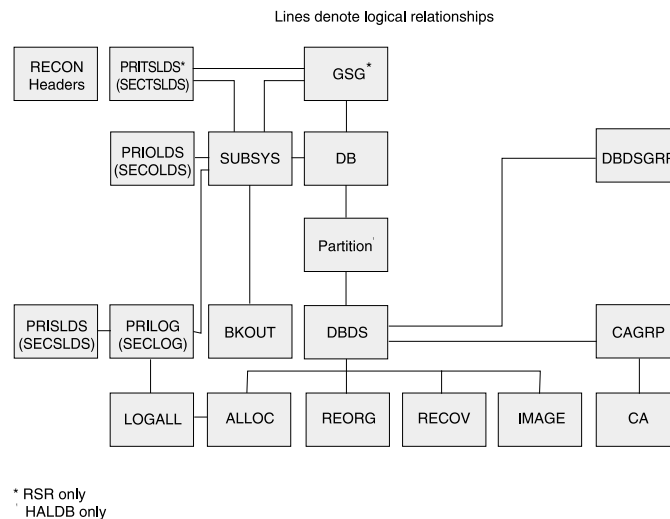 Lines denote logical relationships
RECON
Headers
PRITSLDS*
(SECTSLDS)
GSG*
PRIOLDS
(SECOLDS)
SUBSYS
DB
DBDSGRP
Partition'
PRISLDS
(SECSLDS)
PRILOG
(SECLOG)
BKOUT
DBDS
CAGRP
LOGALL
ALLOC
REORG
RECOV
IMAGE
CA
* RSR only
' HALDB only